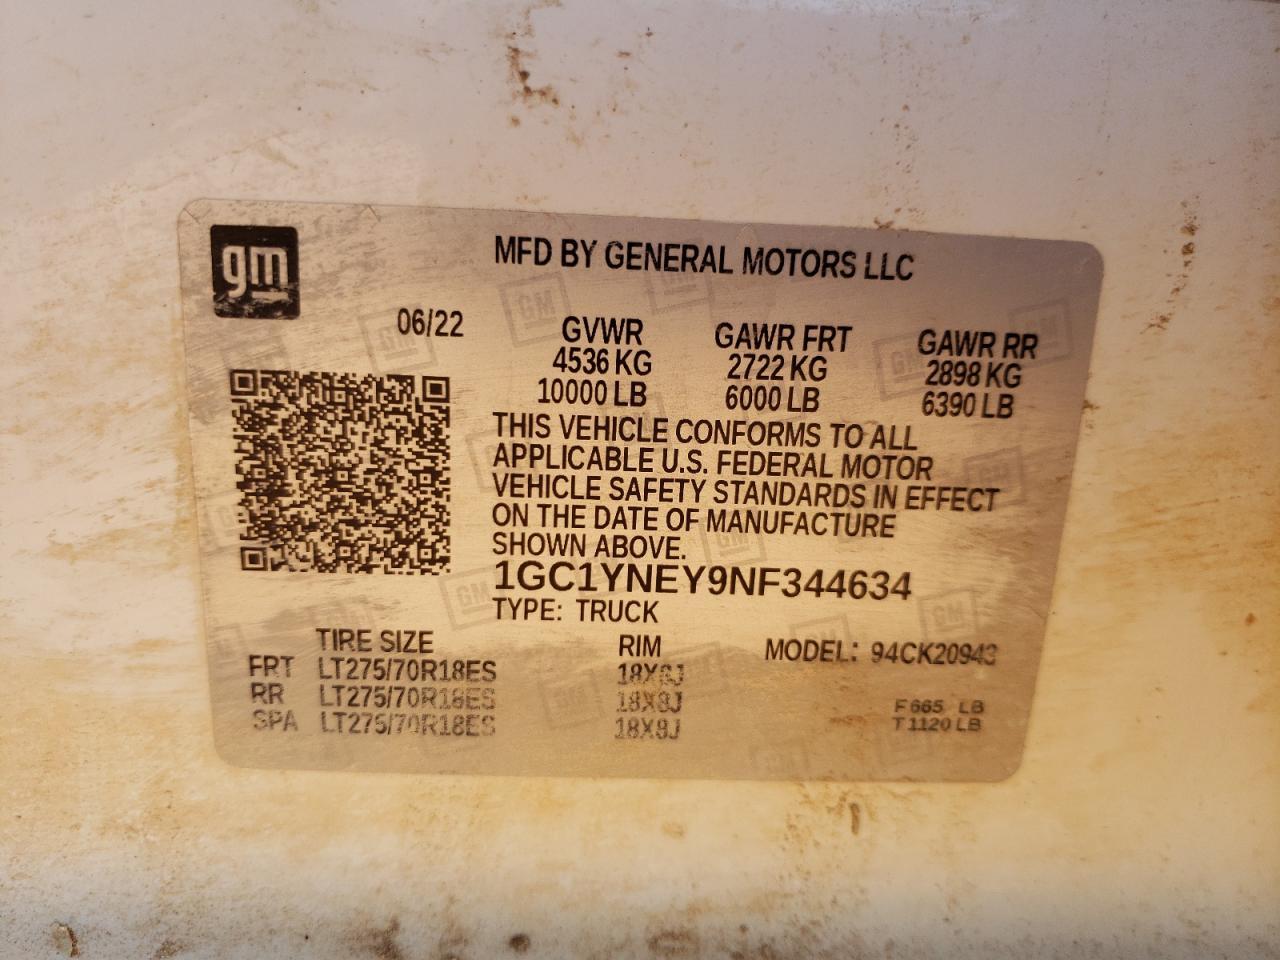 gm
MFD BY GENERAL MOTORS LLC
06/22
GVWR GAWR FRT GAWR RR
4536 KG 2722 KG 2898 KG
10000 LB 6000 LB 6390 LB
THIS VEHICLE CONFORMS TO ALL
APPLICABLE U.S. FEDERAL MOTOR
VEHICLE SAFETY STANDARDS IN EFFECT
ON THE DATE OF MANUFACTURE
SHOWN ABOVE.
1GC1YNEY9NF344634
TYPE: TRUCK
TIRE SIZE RIM MODEL: 94CK20943
FRT LT275/70R18ES 18X8J
RR LT275/70R18ES 18X8J
SPA LT275/70R18ES 18X8J
F 665 LB
T 1120 LB